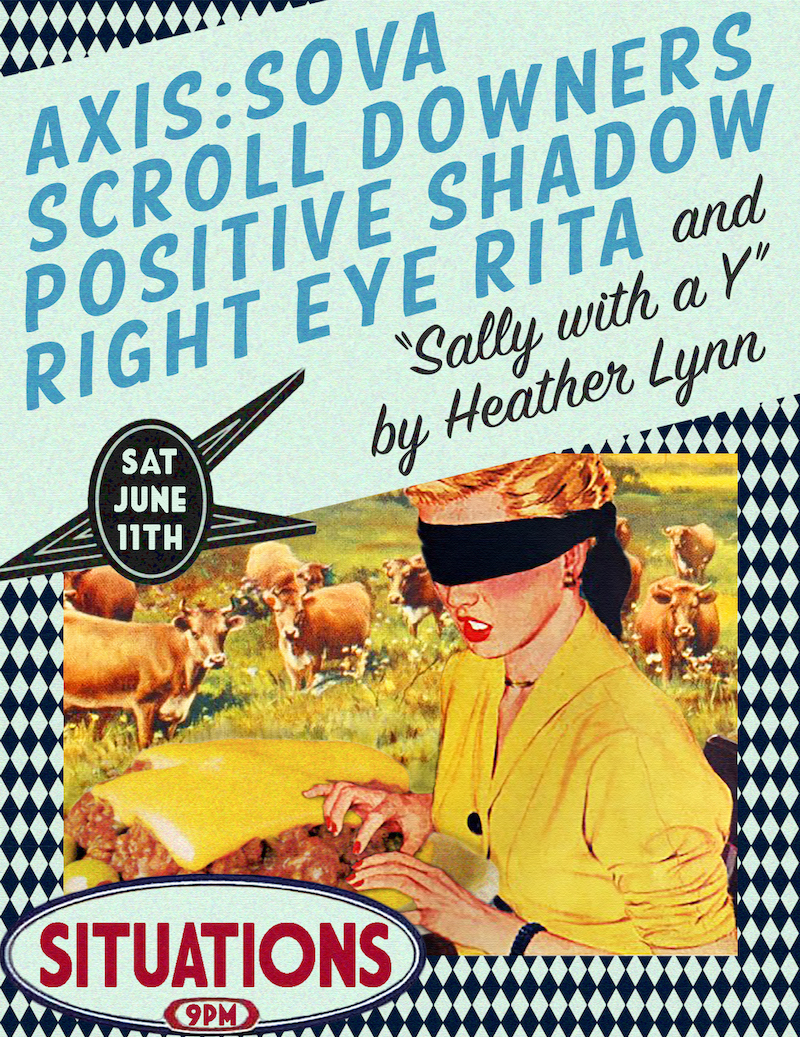 AXIS:SOVA
SCROLL DOWNERS
POSITIVE SHADOW
RIGHT EYE RITA and
"Sally with a Y"
by Heather Lynn
SAT
JUNE
11TH
SITUATIONS
9PM